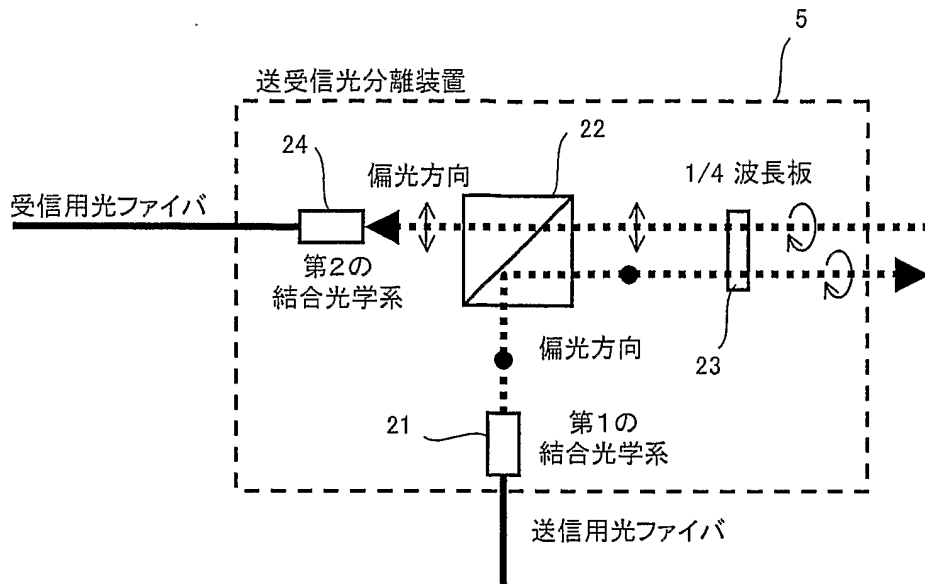 5
送受信光分離装置
24
22
偏光方向
1/4 波長板
受信用光ファイバ
第2の
結合光学系
偏光方向
23
21
第1の
結合光学系
送信用光ファイバ